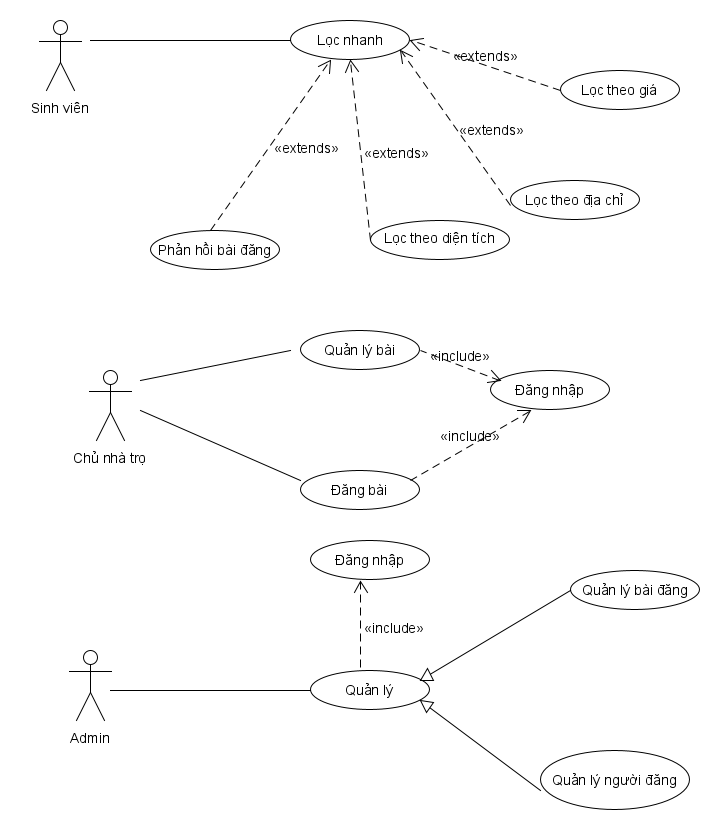 Lọc nhanh
«extends»
Lọc theo giá
Sinh viên
«extends»
«extends»
«extends»
Lọc theo địa chỉ
Phản hồi bài đăng
Lọc theo diện tích
Quản lý bài
«include»
Đăng nhập
Chủ nhà trọ
«include»
Đăng bài
Đăng nhập
Quản lý bài đăng
«include»
Quản lý
Admin
Quản lý người đăng